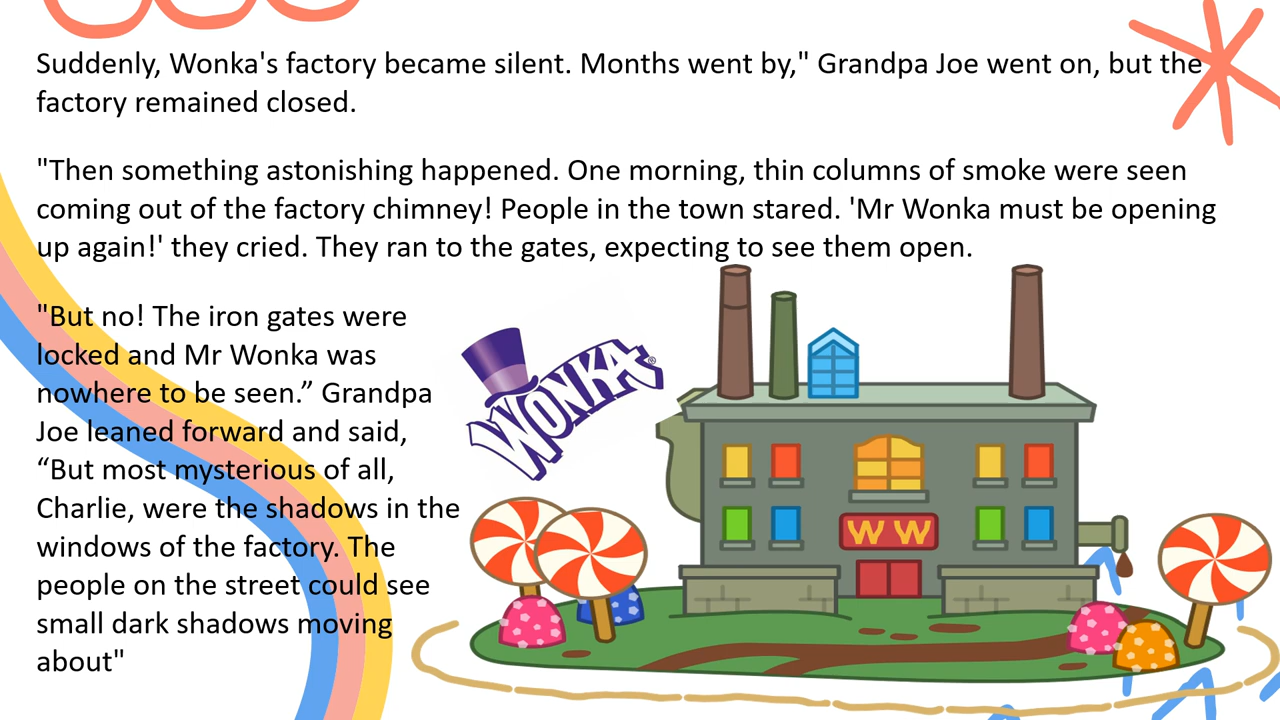 Suddenly, Wonka's factory became silent. Months went by," Grandpa Joe went on, but the
factory remained closed.
"Then something astonishing happened. One morning, thin columns of smoke were seen
coming out of the factory chimney! People in the town stared. 'Mr Wonka must be opening
up again!' they cried. They ran to the gates, expecting to see them open.
"But no! The iron gates were
locked and Mr Wonka was
nowhere to be seen.” Grandpa
Joe leaned forward and said,
“But most mysterious of all,
Charlie, were the shadows in the
windows of the factory. The
people on the street could see
small dark shadows moving
about"
WONKA®
W W